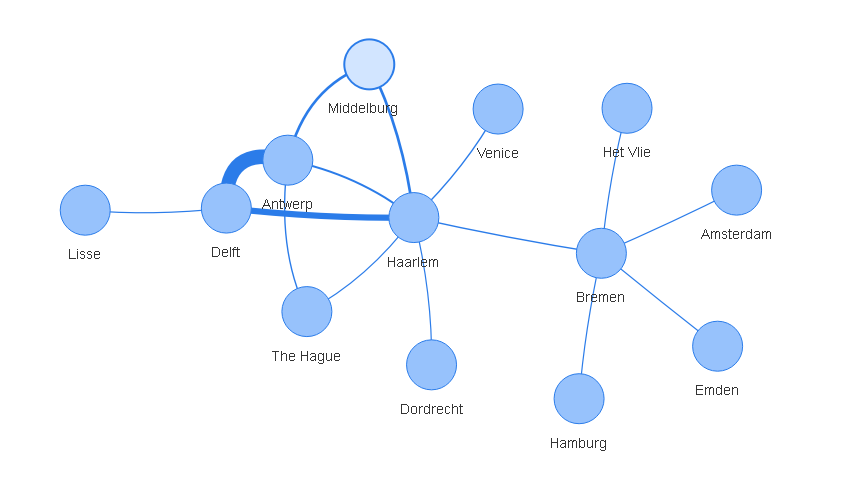 Middelburg
Venice
Het Vlie
Antwerp
Amsterdam
Lisse
Delft
Haarlem
Bremen
The Hague
Emden
Dordrecht
Hamburg